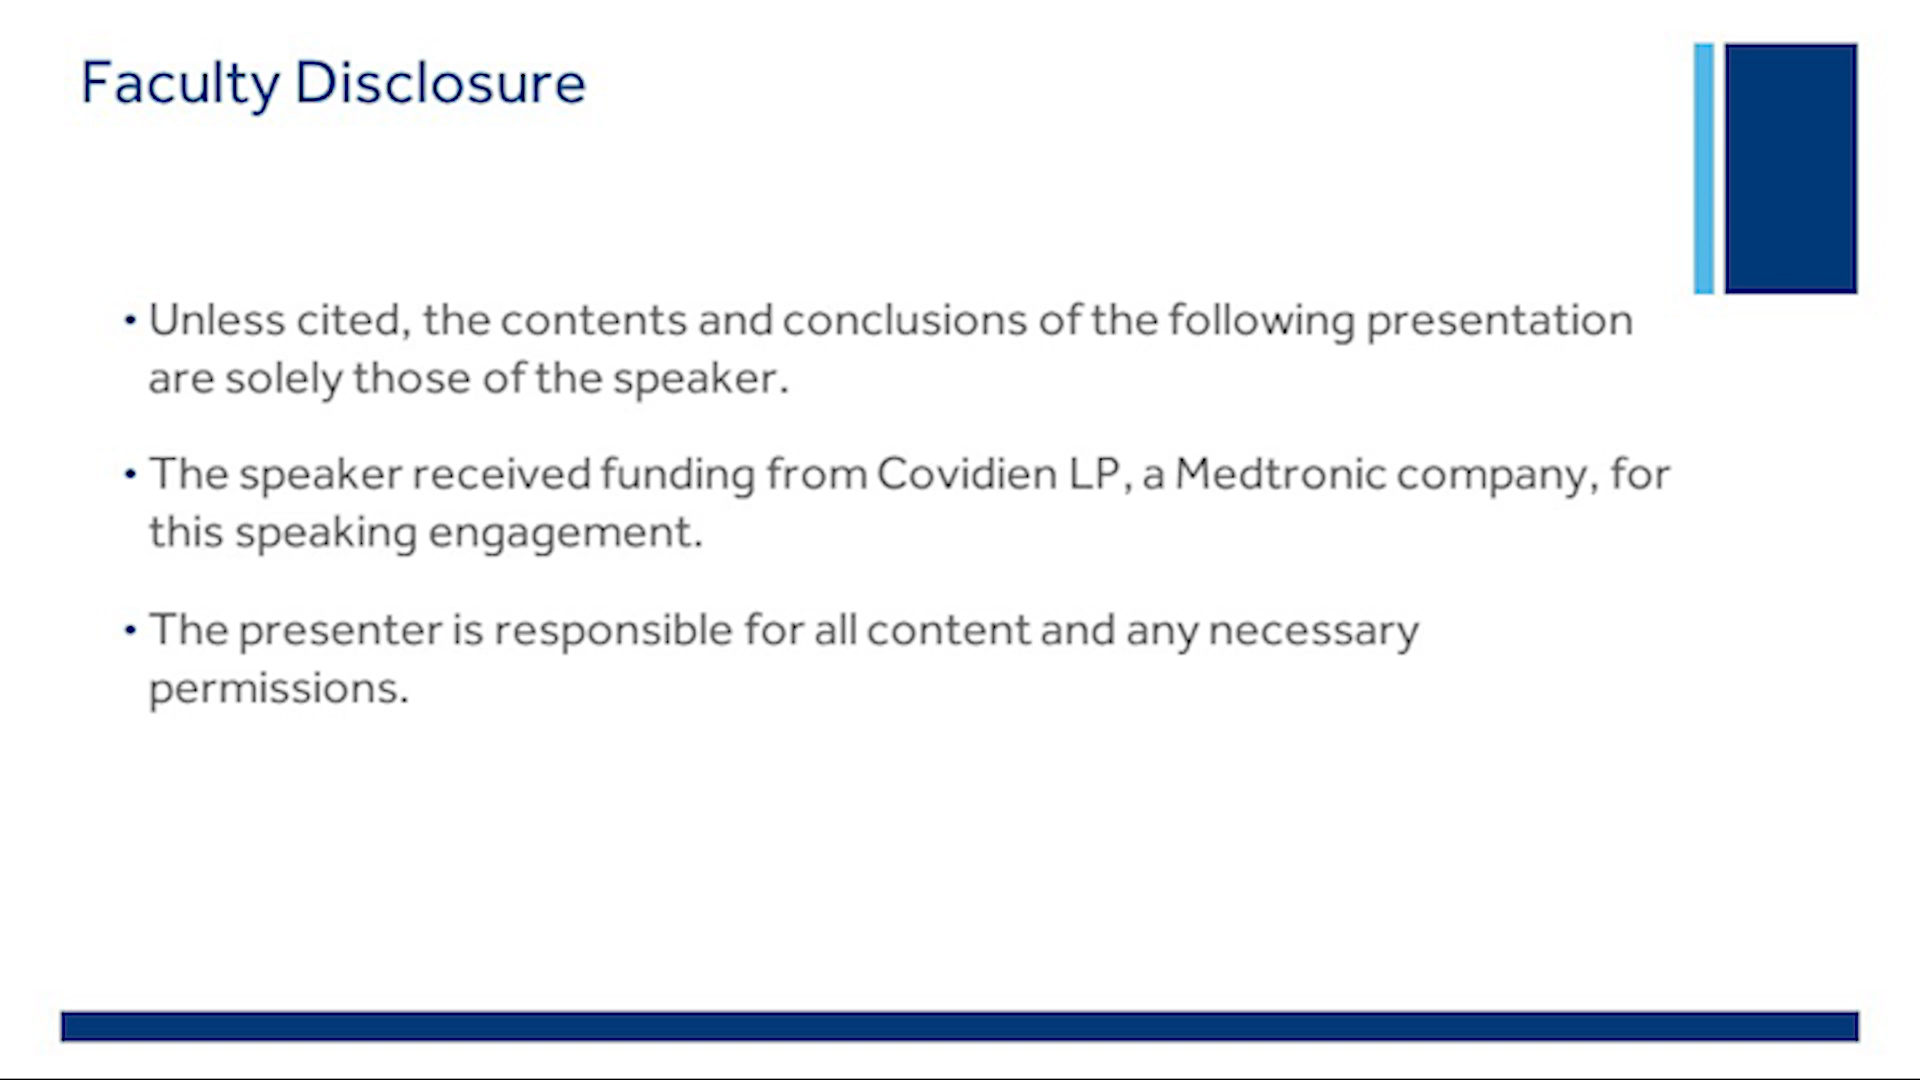 Faculty Disclosure
• Unless cited, the contents and conclusions of the following presentation
are solely those of the speaker.
• The speaker received funding from Covidien LP, a Medtronic company, for
this speaking engagement.
• The presenter is responsible for all content and any necessary
permissions.